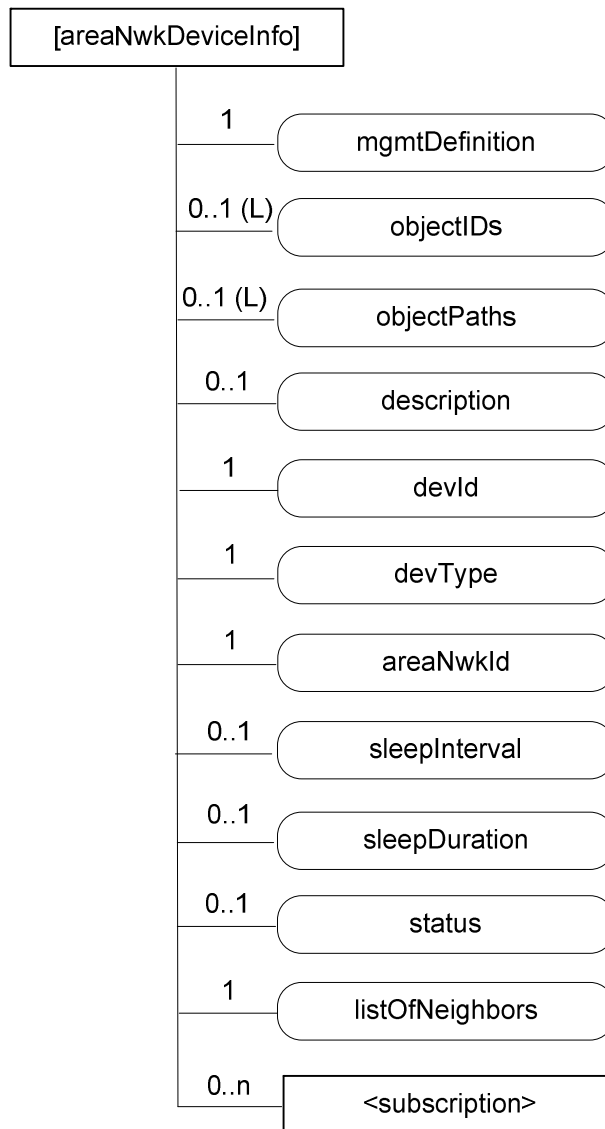 [areaNwkDeviceInfo]
1
mgmtDefinition
0..1 (L)
objectIDs
0..1 (L)
objectPaths
0..1
description
1
devId
1
devType
1
areaNwkId
0..1
sleepInterval
0..1
sleepDuration
0..1
status
1
listOfNeighbors
0..n
<subscription>